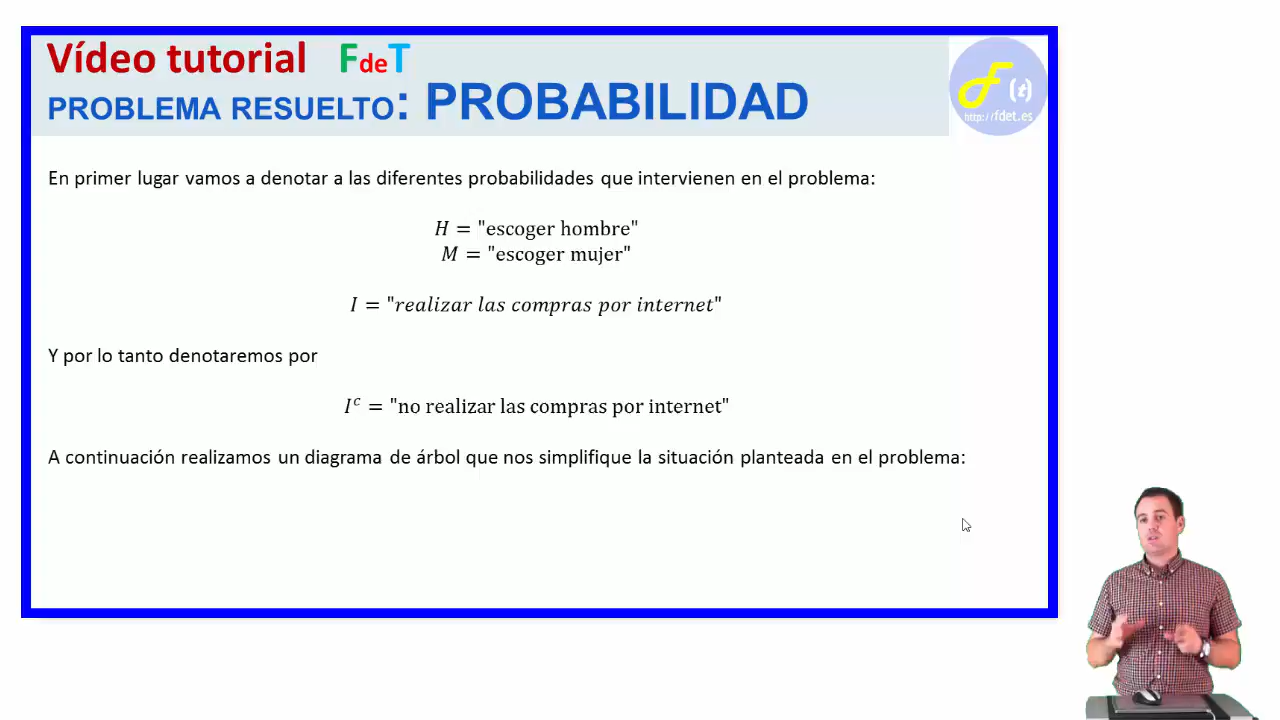 Vídeo tutorial FdeT
PROBLEMA RESUELTO: PROBABILIDAD
F(t)
http://fdet.es
En primer lugar vamos a denotar a las diferentes probabilidades que intervienen en el problema:
H = "escoger hombre"
M = "escoger mujer"
I = "realizar las compras por internet"
Y por lo tanto denotaremos por
Iᶜ = "no realizar las compras por internet"
A continuación realizamos un diagrama de árbol que nos simplifique la situación planteada en el problema: